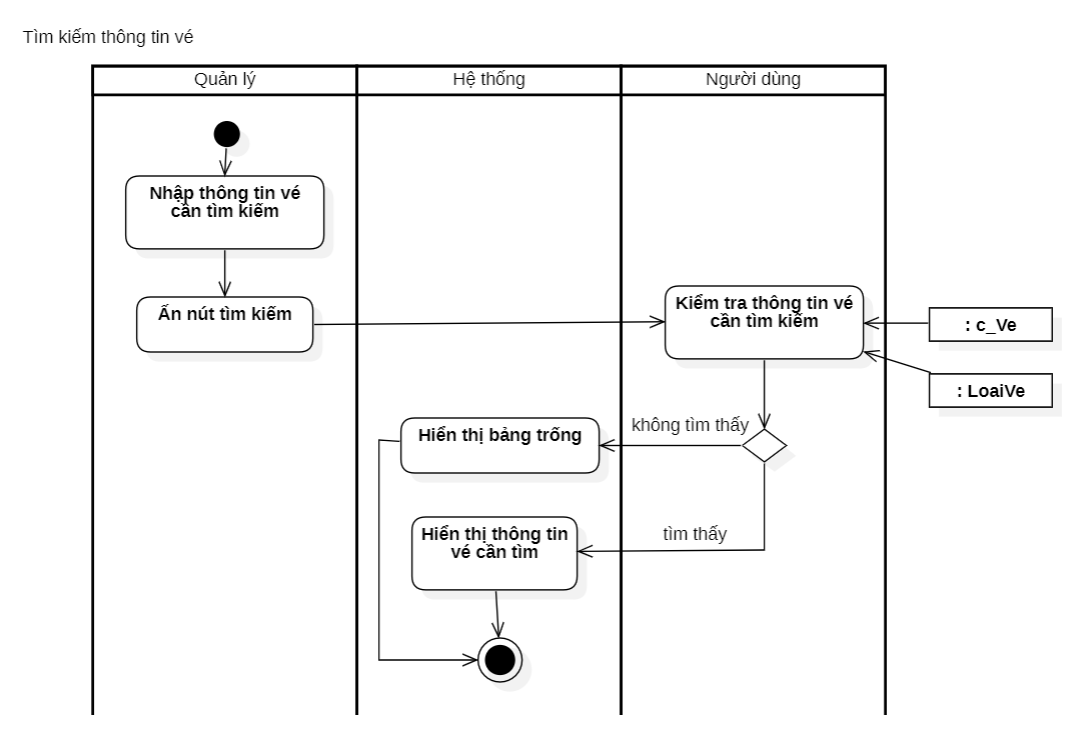 Tìm kiếm thông tin vé
Quản lý
Hệ thống
Người dùng
Nhập thông tin vé
cần tìm kiếm
Ấn nút tìm kiếm
Kiểm tra thông tin vé
cần tìm kiếm
: c_Ve
: LoaiVe
không tìm thấy
Hiển thị bảng trống
tìm thấy
Hiển thị thông tin
vé cần tìm